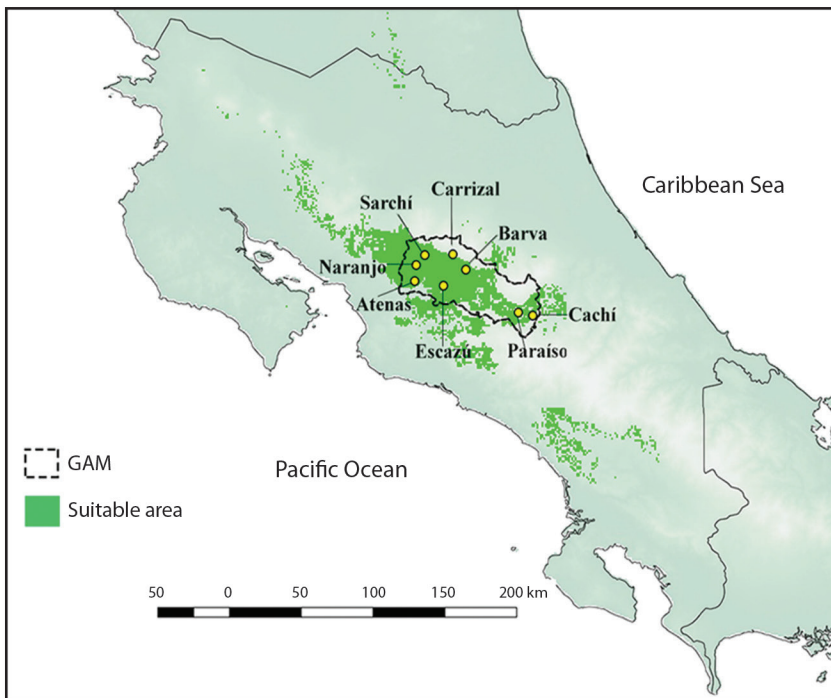 Caribbean Sea
Carrizal
Sarchí
Barva
Naranjo
Atenas
Cachí
Escazú
Paraíso
GAM
Pacific Ocean
Suitable area
50 0 50 100 150 200 km